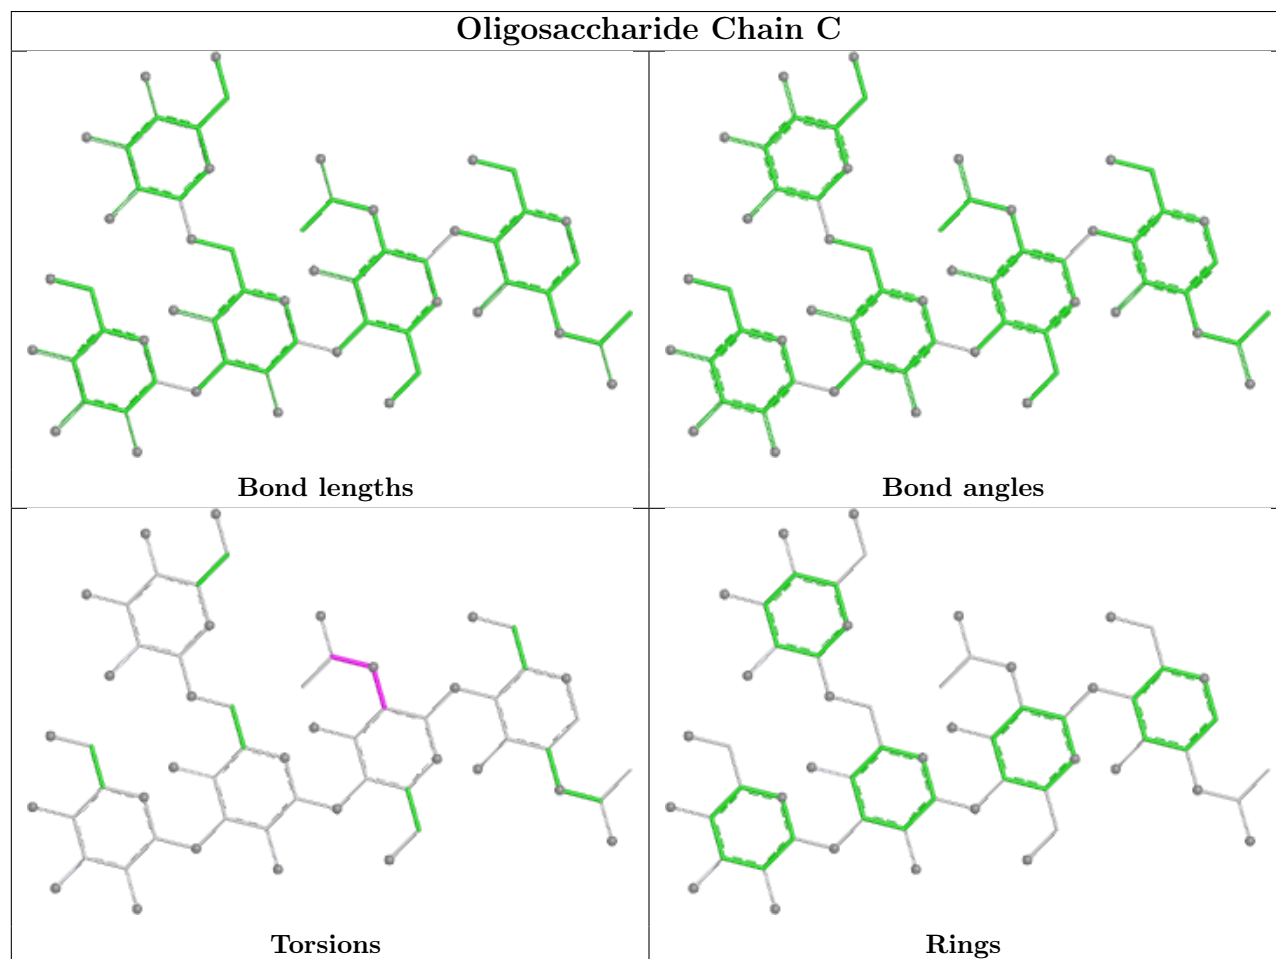 Oligosaccharide Chain C
Bond lengths
Bond angles
Torsions
Rings